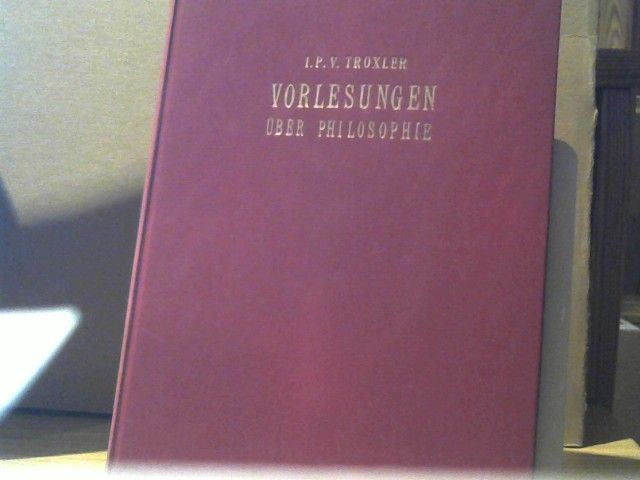 I.P.V. TROXLER
VORLESUNGEN
ÜBER PHILOSOPHIE